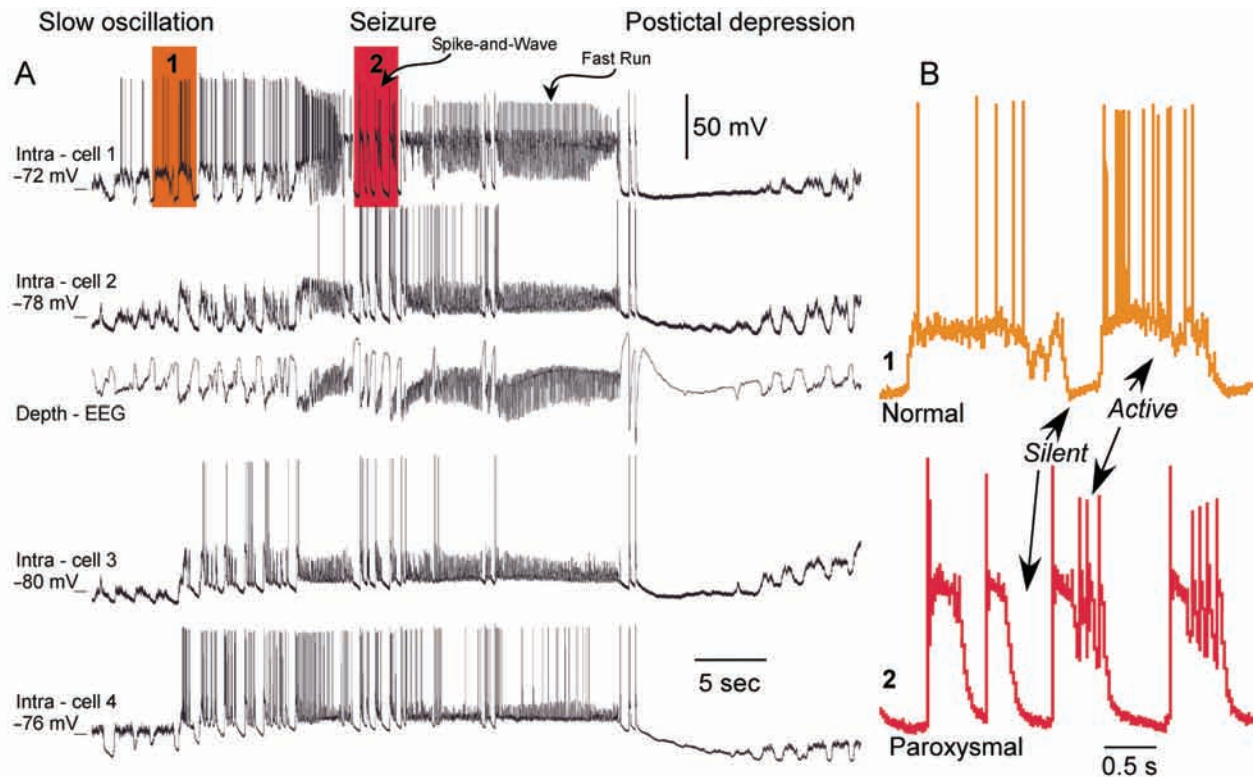 Slow oscillation
Seizure
Postictal depression
A
1
2
Spike-and-Wave
Fast Run
50 mV
Intra - cell 1
–72 mV
Intra - cell 2
–78 mV
Depth - EEG
Intra - cell 3
–80 mV
Intra - cell 4
–76 mV
5 sec
B
1
Normal
Silent
Active
2
Paroxysmal
0.5 s